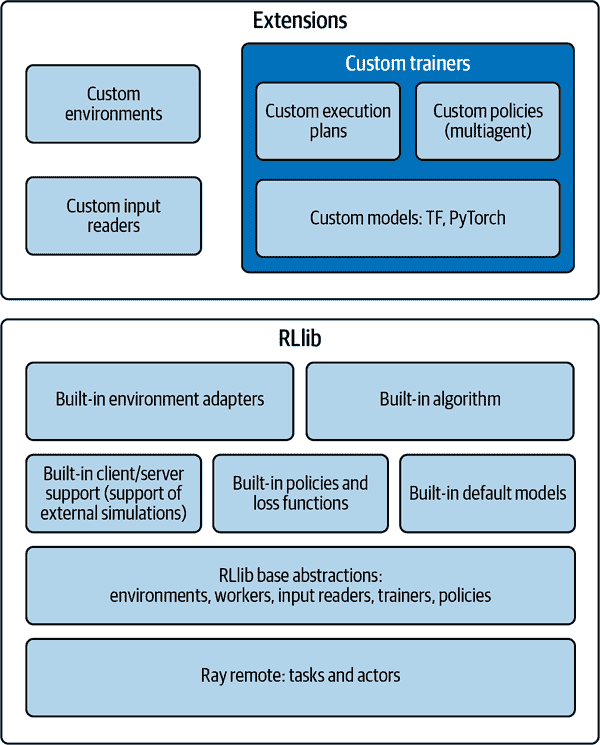 Extensions
Custom
environments
Custom input
readers
Custom trainers
Custom execution
plans
Custom policies
(multiagent)
Custom models: TF, PyTorch
RLlib
Built-in environment adapters
Built-in algorithm
Built-in client/server
support (support of
external simulations)
Built-in policies and
loss functions
Built-in default models
RLlib base abstractions:
environments, workers, input readers, trainers, policies
Ray remote: tasks and actors